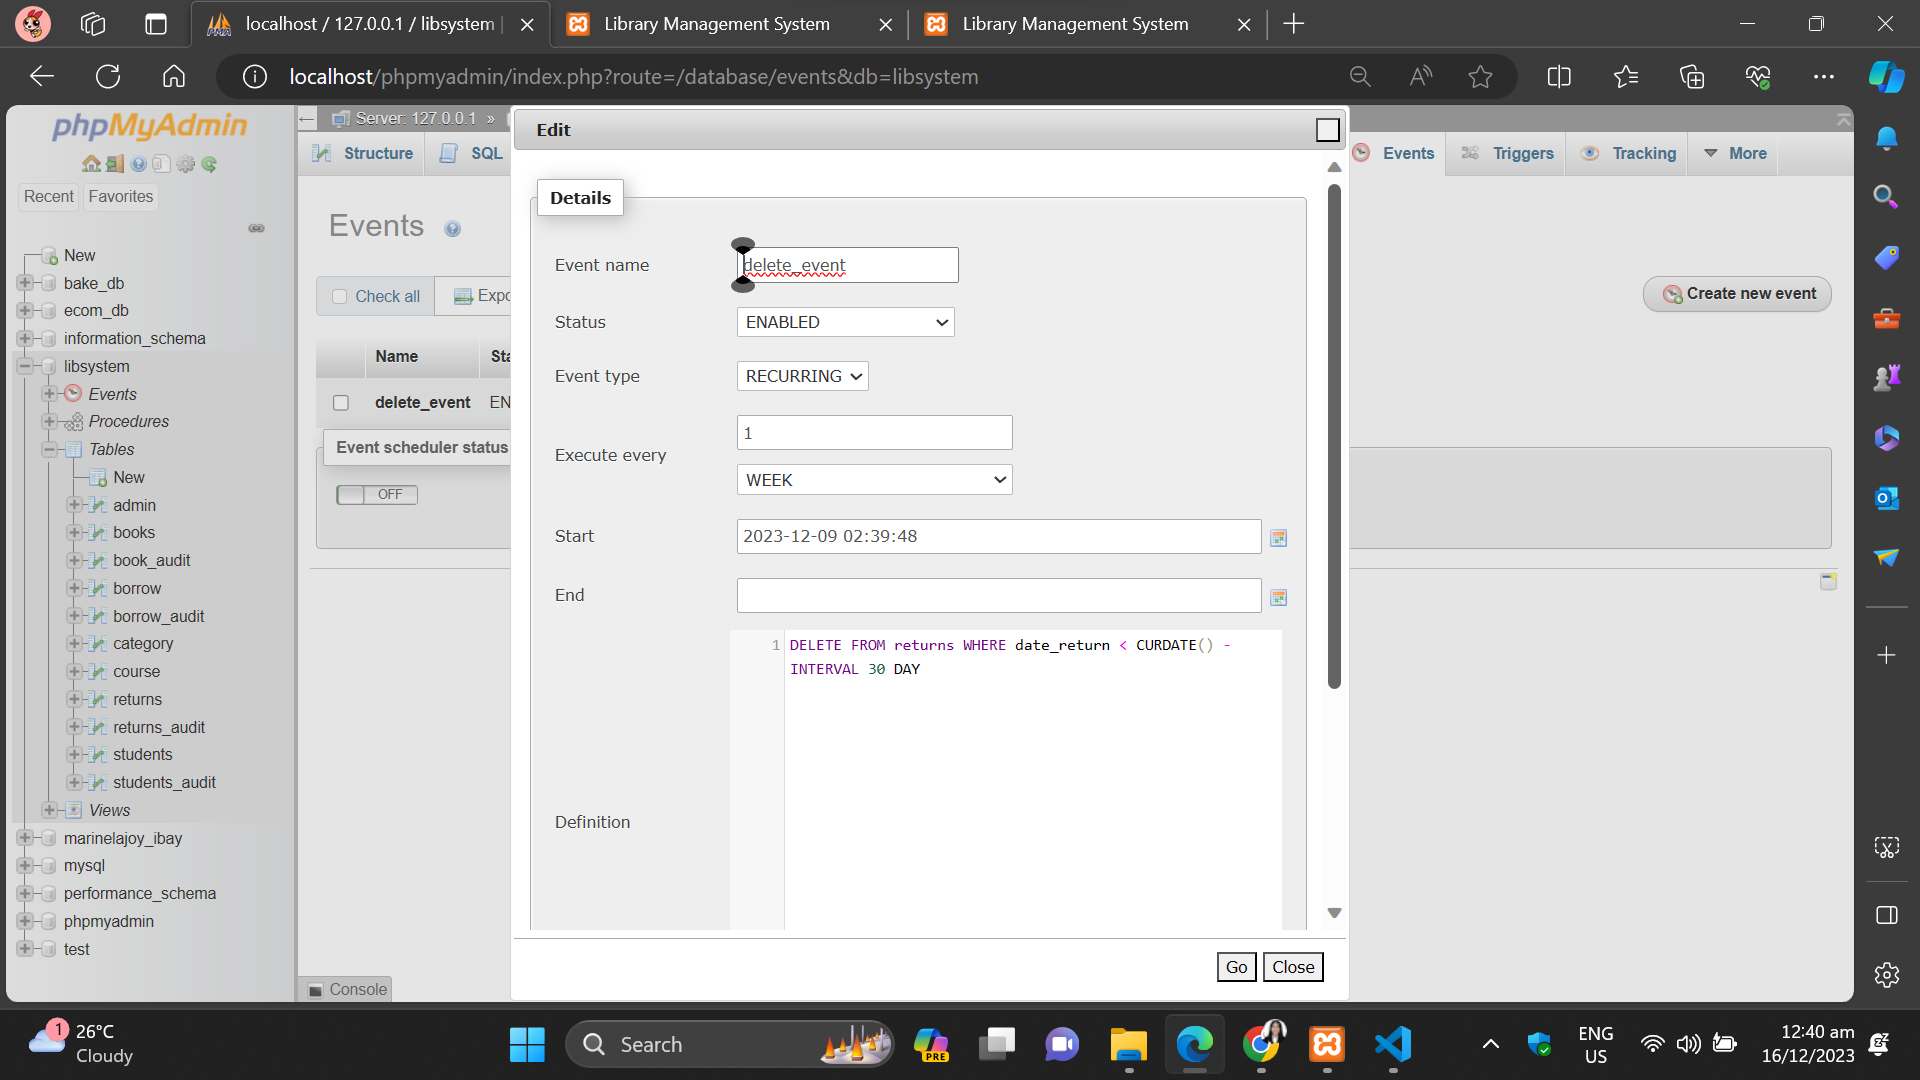 localhost / 127.0.0.1 / libsystem |
Library Management System
Library Management System
localhost/phpmyadmin/index.php?route=/database/events&db=libsystem
phpMyAdmin
Recent
Favorites
New
bake_db
ecom_db
information_schema
libsystem
Events
Procedures
Tables
New
admin
books
book_audit
borrow
borrow_audit
category
course
returns
returns_audit
students
students_audit
Views
marinelajoy_ibay
mysql
performance_schema
phpmyadmin
test
Server: 127.0.0.1 »
Structure
SQL
Events
Triggers
Tracking
More
Events
Check all
Expo
Create new event
Name
Sta
delete_event
EN
Event scheduler status
OFF
Console
Edit
Details
Event name
delete_event
Status
ENABLED
Event type
RECURRING
Execute every
1
WEEK
Start
2023-12-09 02:39:48
End
Definition
1
DELETE FROM returns WHERE date_return < CURDATE() -
INTERVAL 30 DAY
Go
Close
1
26°C
Cloudy
Search
PRE
ENG
US
12:40 am
16/12/2023